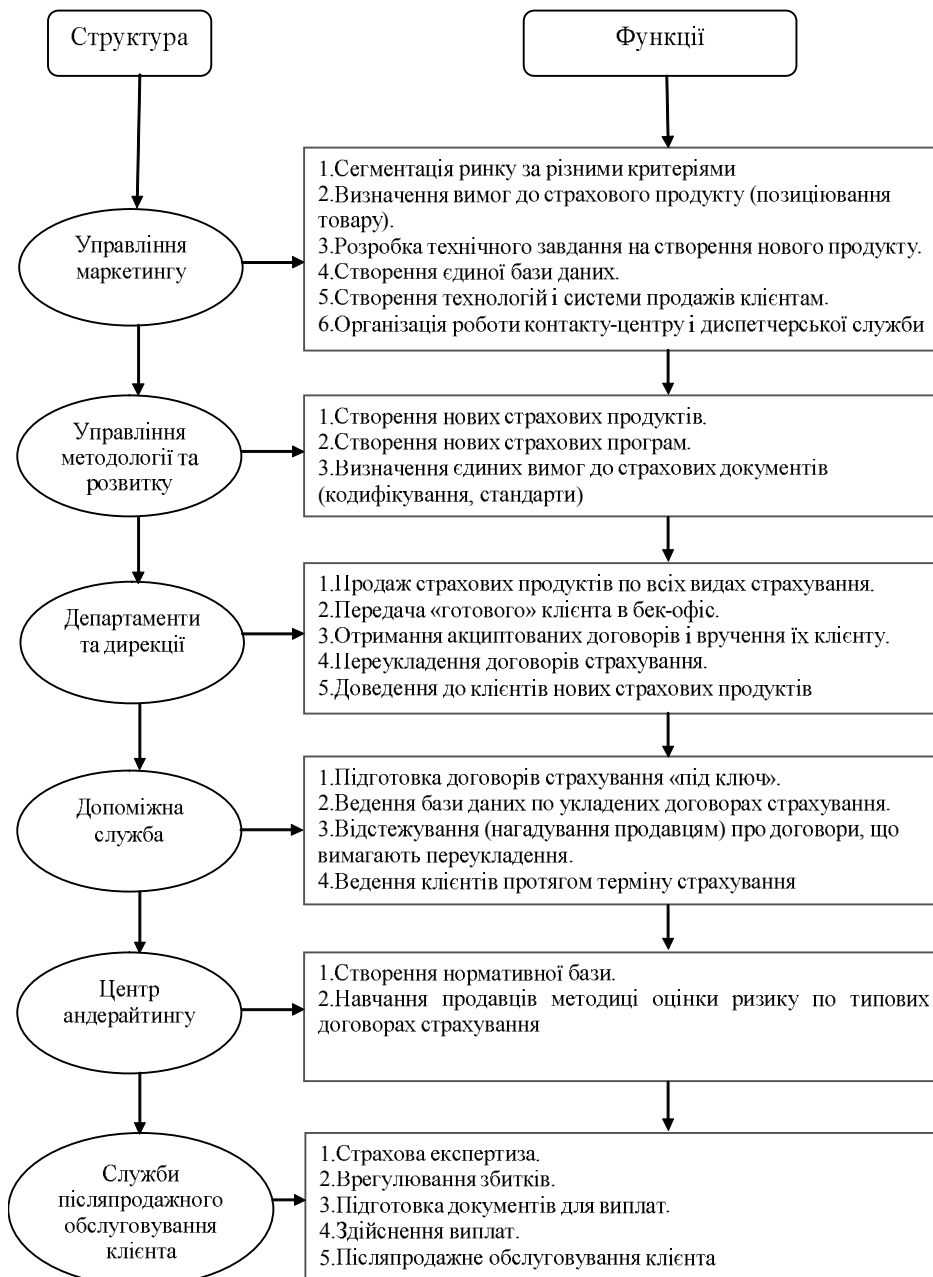 Структура
Функції
Управління
маркетингу
1.Сегментація ринку за різними критеріями
2.Визначення вимог до страхового продукту (позиціювання
товару).
3.Розробка технічного завдання на створення нового продукту.
4.Створення єдиної бази даних.
5.Створення технологій і системи продажів клієнтам.
6.Організація роботи контакту-центру і диспетчерської служби
Управління
методології та
розвитку
1.Створення нових страхових продуктів.
2.Створення нових страхових програм.
3.Визначення єдиних вимог до страхових документів
(кодифікування, стандарти)
Департаменти
та дирекції
1.Продаж страхових продуктів по всіх видах страхування.
2.Передача «готового» клієнта в бек-офіс.
3.Отримання акциптованих договорів і вручення їх клієнту.
4.Переукладення договорів страхування.
5.Доведення до клієнтів нових страхових продуктів
Допоміжна
служба
1.Підготовка договорів страхування «під ключ».
2.Ведення бази даних по укладених договорах страхування.
3.Відстежування (нагадування продавцям) про договори, що
вимагають переукладення.
4.Ведення клієнтів протягом терміну страхування
Центр
андерайтингу
1.Створення нормативної бази.
2.Навчання продавців методиці оцінки ризику по типових
договорах страхування
Служби
післяпродажного
обслуговування
клієнта
1.Страхова експертиза.
2.Врегулювання збитків.
3.Підготовка документів для виплат.
4.Здійснення виплат.
5.Післяпродажне обслуговування клієнта